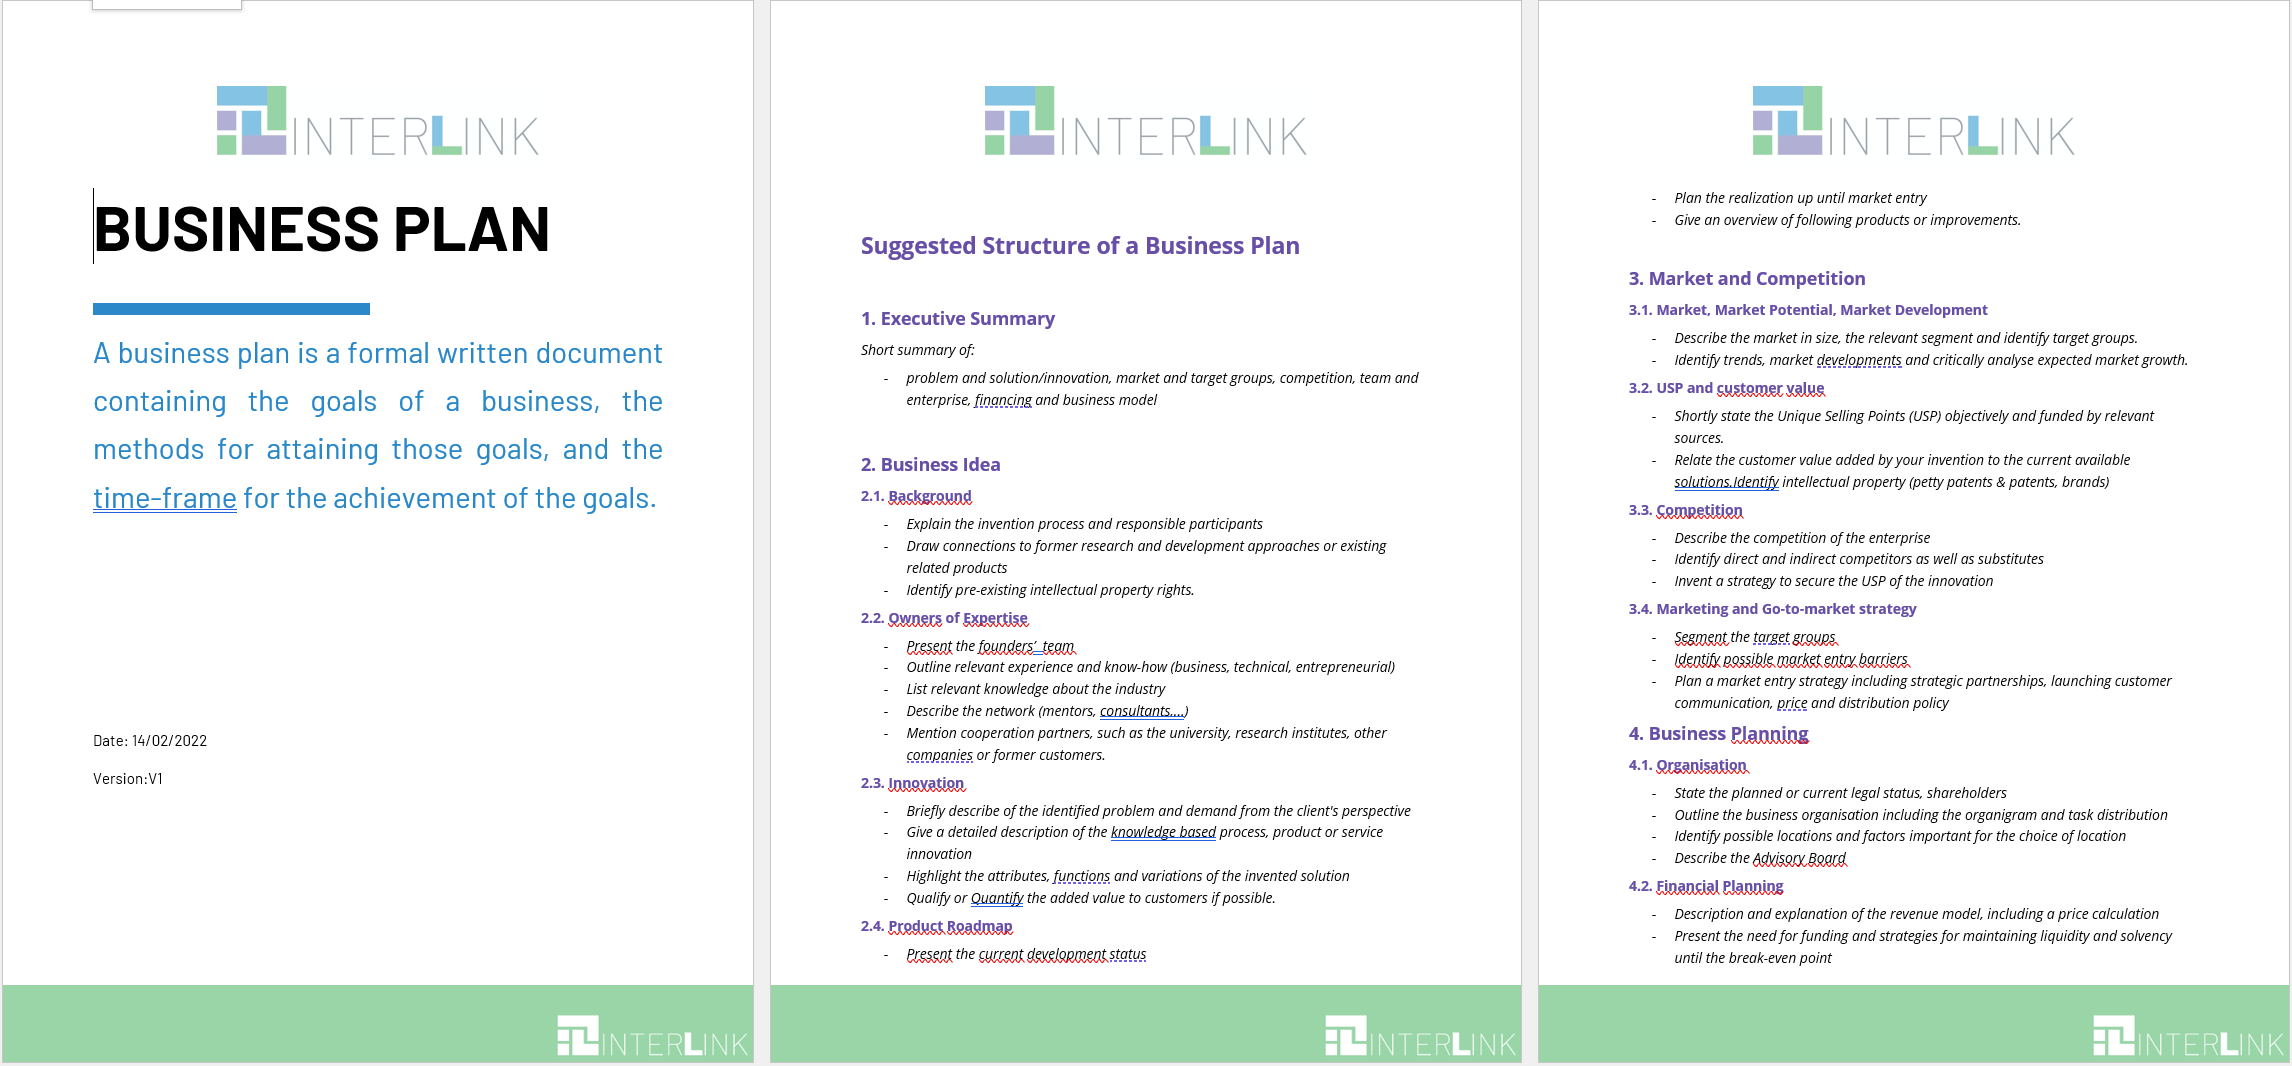 INTERLINK
BUSINESS PLAN
A business plan is a formal written document
containing the goals of a business, the
methods for attaining those goals, and the
time-frame for the achievement of the goals.
Date: 14/02/2022
Version:V1
INTERLINK
INTERLINK
Suggested Structure of a Business Plan
1. Executive Summary
Short summary of:
- problem and solution/innovation, market and target groups, competition, team and
enterprise, financing and business model
2. Business Idea
2.1. Background
- Explain the invention process and responsible participants
- Draw connections to former research and development approaches or existing
related products
- Identify pre-existing intellectual property rights.
2.2. Owners of Expertise
- Present the founders’ team
- Outline relevant experience and know-how (business, technical, entrepreneurial)
- List relevant knowledge about the industry
- Describe the network (mentors, consultants,…)
- Mention cooperation partners, such as the university, research institutes, other
companies or former customers.
2.3. Innovation
- Briefly describe of the identified problem and demand from the client's perspective
- Give a detailed description of the knowledge based process, product or service
innovation
- Highlight the attributes, functions and variations of the invented solution
- Qualify or Quantify the added value to customers if possible.
2.4. Product Roadmap
- Present the current development status
INTERLINK
INTERLINK
- Plan the realization up until market entry
- Give an overview of following products or improvements.
3. Market and Competition
3.1. Market, Market Potential, Market Development
- Describe the market in size, the relevant segment and identify target groups.
- Identify trends, market developments and critically analyse expected market growth.
3.2. USP and customer value
- Shortly state the Unique Selling Points (USP) objectively and funded by relevant
sources.
- Relate the customer value added by your invention to the current available
solutions.Identify intellectual property (petty patents & patents, brands)
3.3. Competition
- Describe the competition of the enterprise
- Identify direct and indirect competitors as well as substitutes
- Invent a strategy to secure the USP of the innovation
3.4. Marketing and Go-to-market strategy
- Segment the target groups
- Identify possible market entry barriers
- Plan a market entry strategy including strategic partnerships, launching customer
communication, price and distribution policy
4. Business Planning
4.1. Organisation
- State the planned or current legal status, shareholders
- Outline the business organisation including the organigram and task distribution
- Identify possible locations and factors important for the choice of location
- Describe the Advisory Board
4.2. Financial Planning
- Description and explanation of the revenue model, including a price calculation
- Present the need for funding and strategies for maintaining liquidity and solvency
until the break-even point
INTERLINK